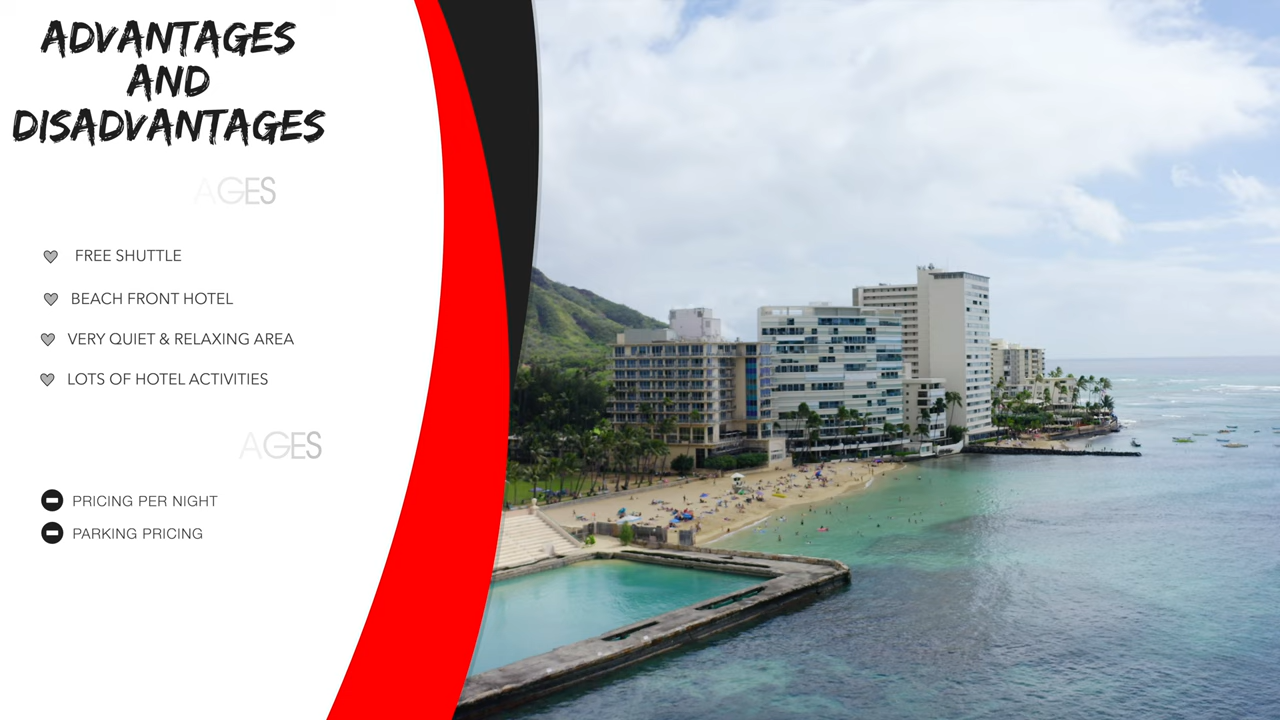 ADVANTAGES
AND
DISADVANTAGES
AGES
FREE SHUTTLE
BEACH FRONT HOTEL
VERY QUIET & RELAXING AREA
LOTS OF HOTEL ACTIVITIES
AGES
PRICING PER NIGHT
PARKING PRICING